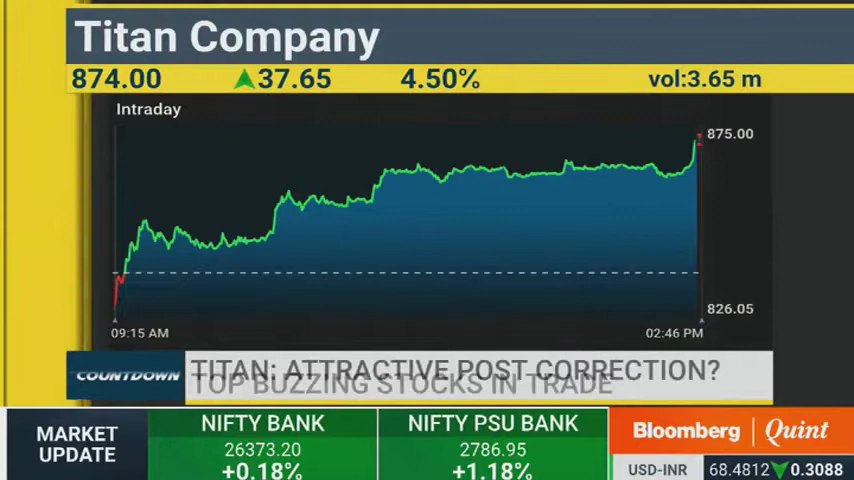 Titan Company
874.00 37.65 4.50% vol:3.65 m
Intraday
875.00
826.05
09:15 AM 02:46 PM
COUNTDOWN
TITAN: ATTRACTIVE POST CORRECTION?
TOP BUZZING STOCKS IN TRADE
MARKET UPDATE
NIFTY BANK
26373.20
+0.18%
NIFTY PSU BANK
2786.95
+1.18%
Bloomberg | Quint
USD-INR 68.4812 0.3088